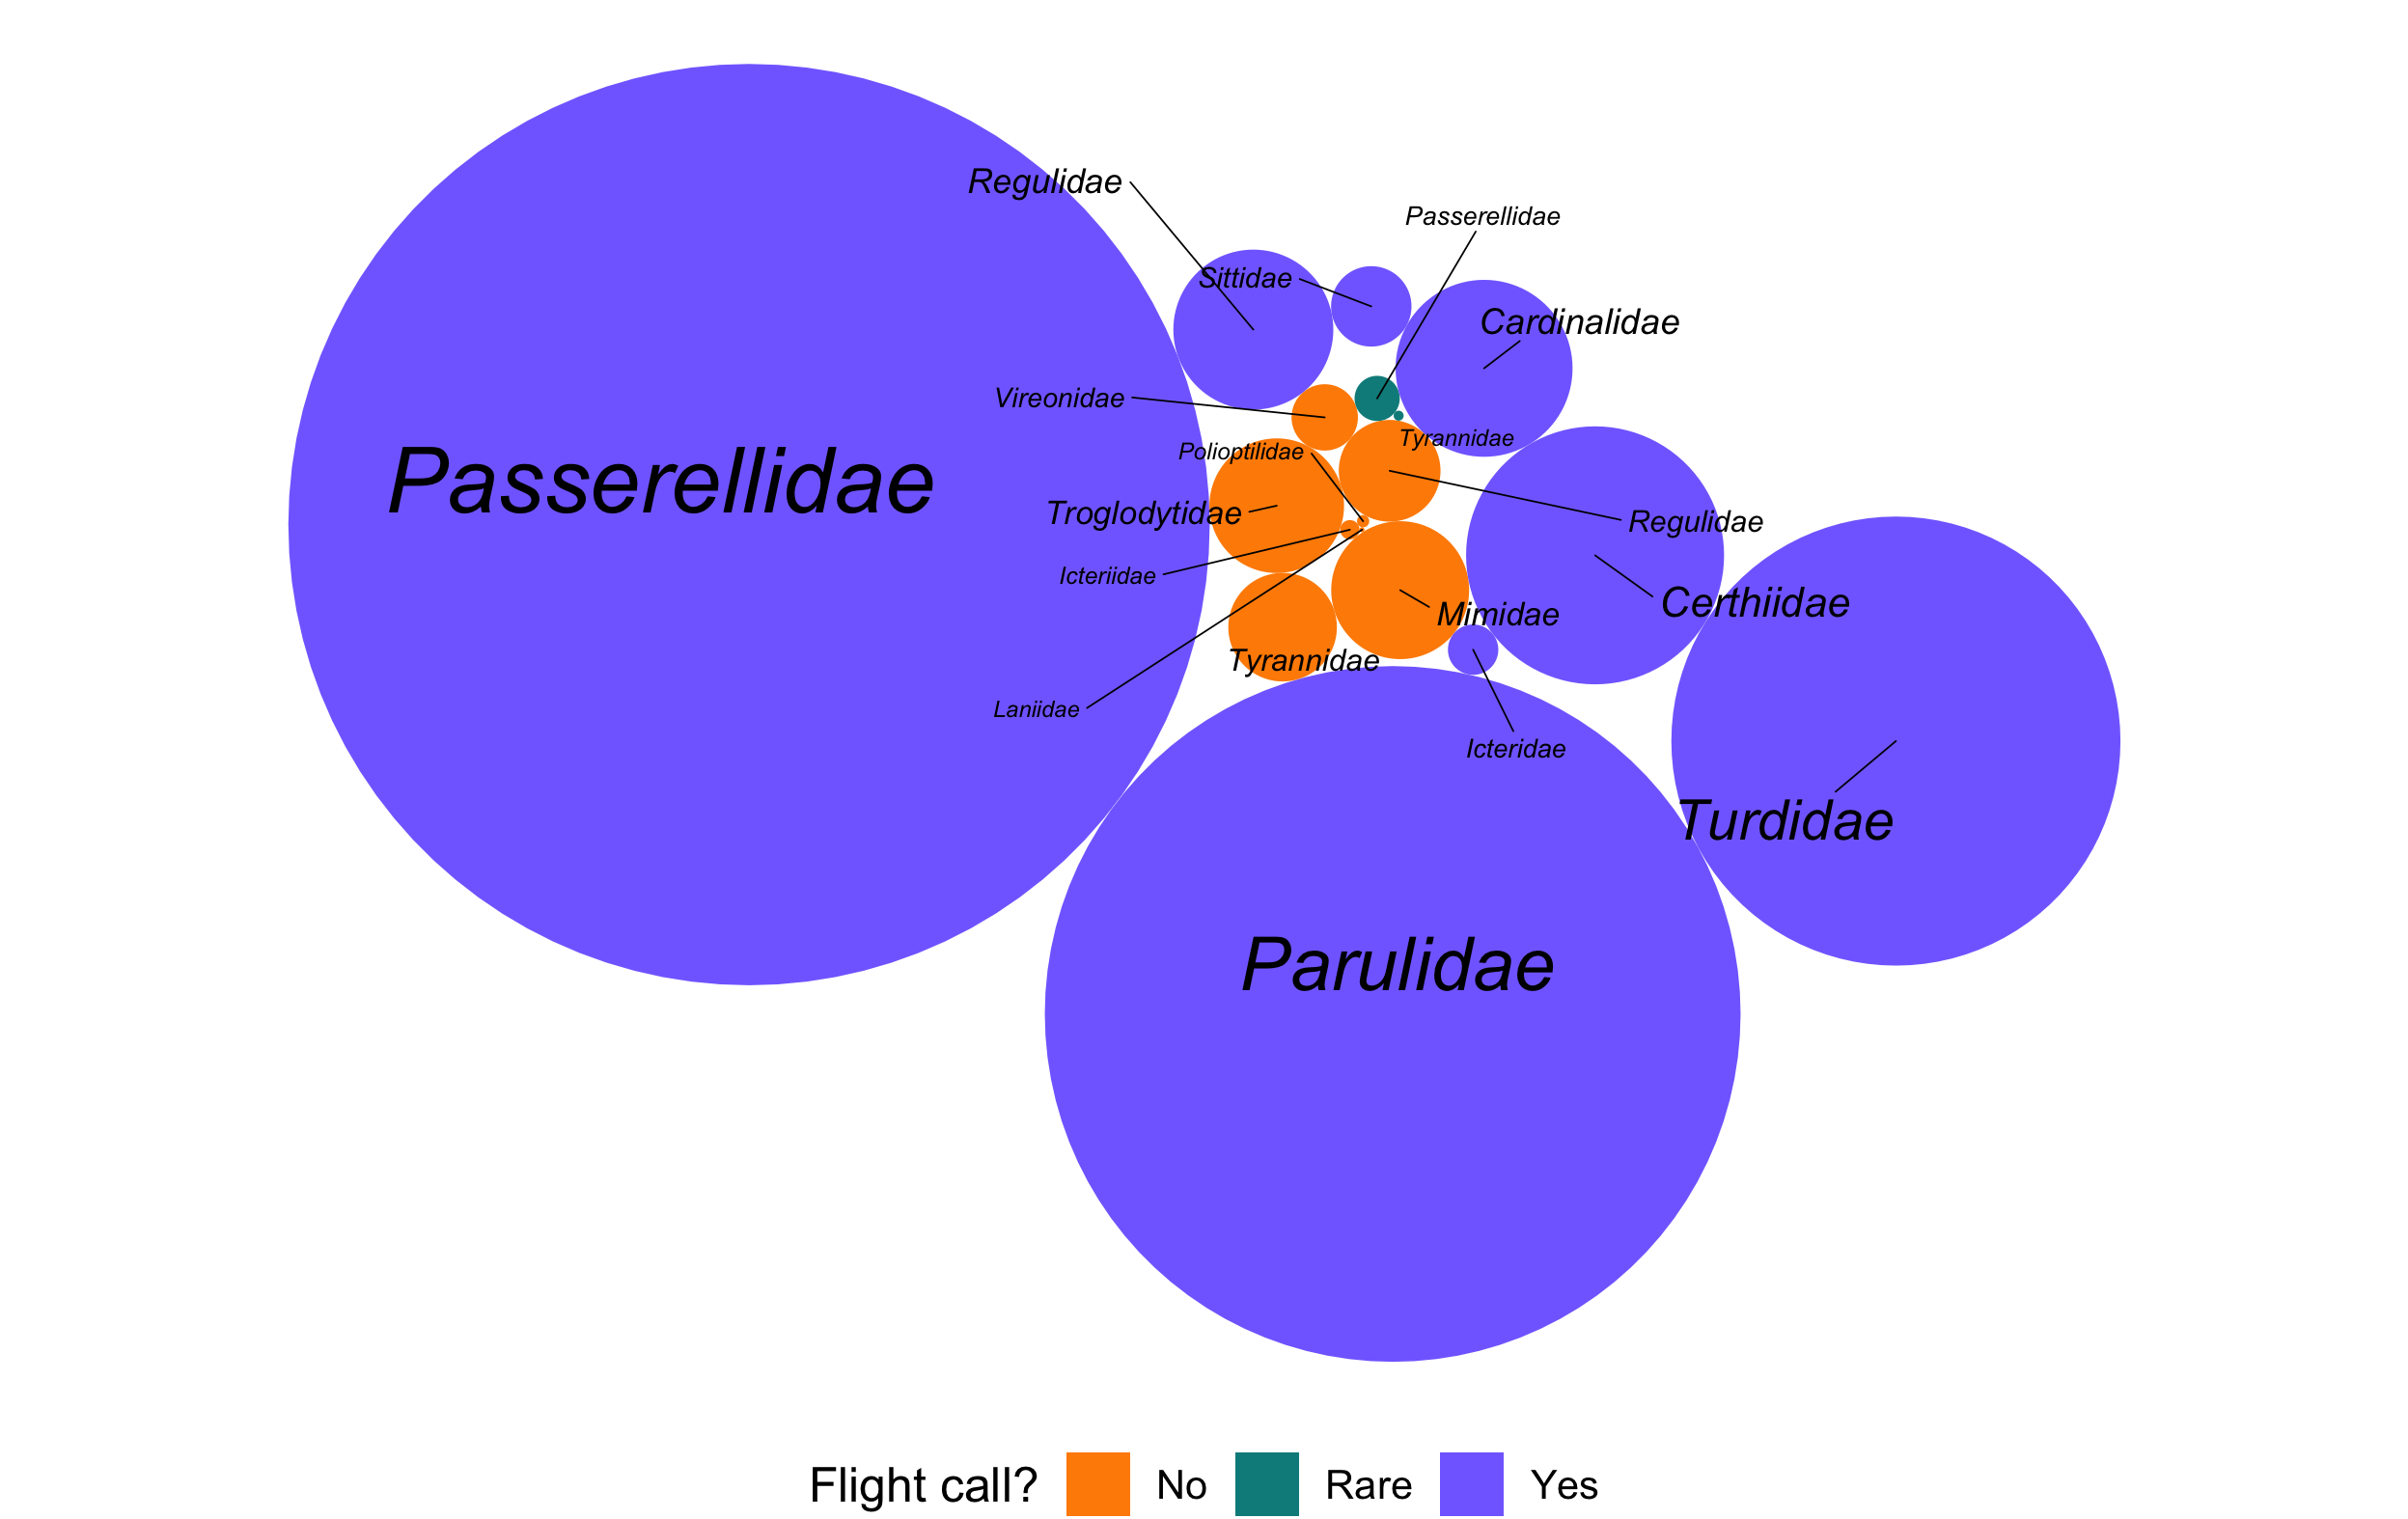 Regulidae
Passerellidae
Sittidae
Cardinalidae
Vireonidae
Tyrannidae
Polioptilidae
Passerellidae
Troglodytidae
Regulidae
Icteriidae
Certhiidae
Mimidae
Tyrannidae
Laniidae
Icteridae
Turdidae
Parulidae
Flight call? No Rare Yes